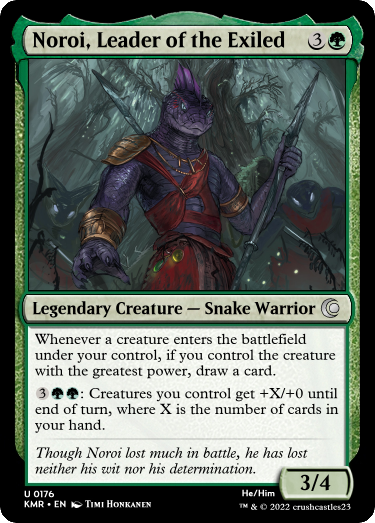 Noroi, Leader of the Exiled 3
Legendary Creature — Snake Warrior
Whenever a creature enters the battlefield
under your control, if you control the creature
with the greatest power, draw a card.
3 : Creatures you control get +X/+0 until
end of turn, where X is the number of cards in
your hand.
Though Noroi lost much in battle, he has lost
neither his wit nor his determination.
3/4
U 0176 He/Him
KMR • EN Timi Honkanen ™ & © 2022 crushcastles23